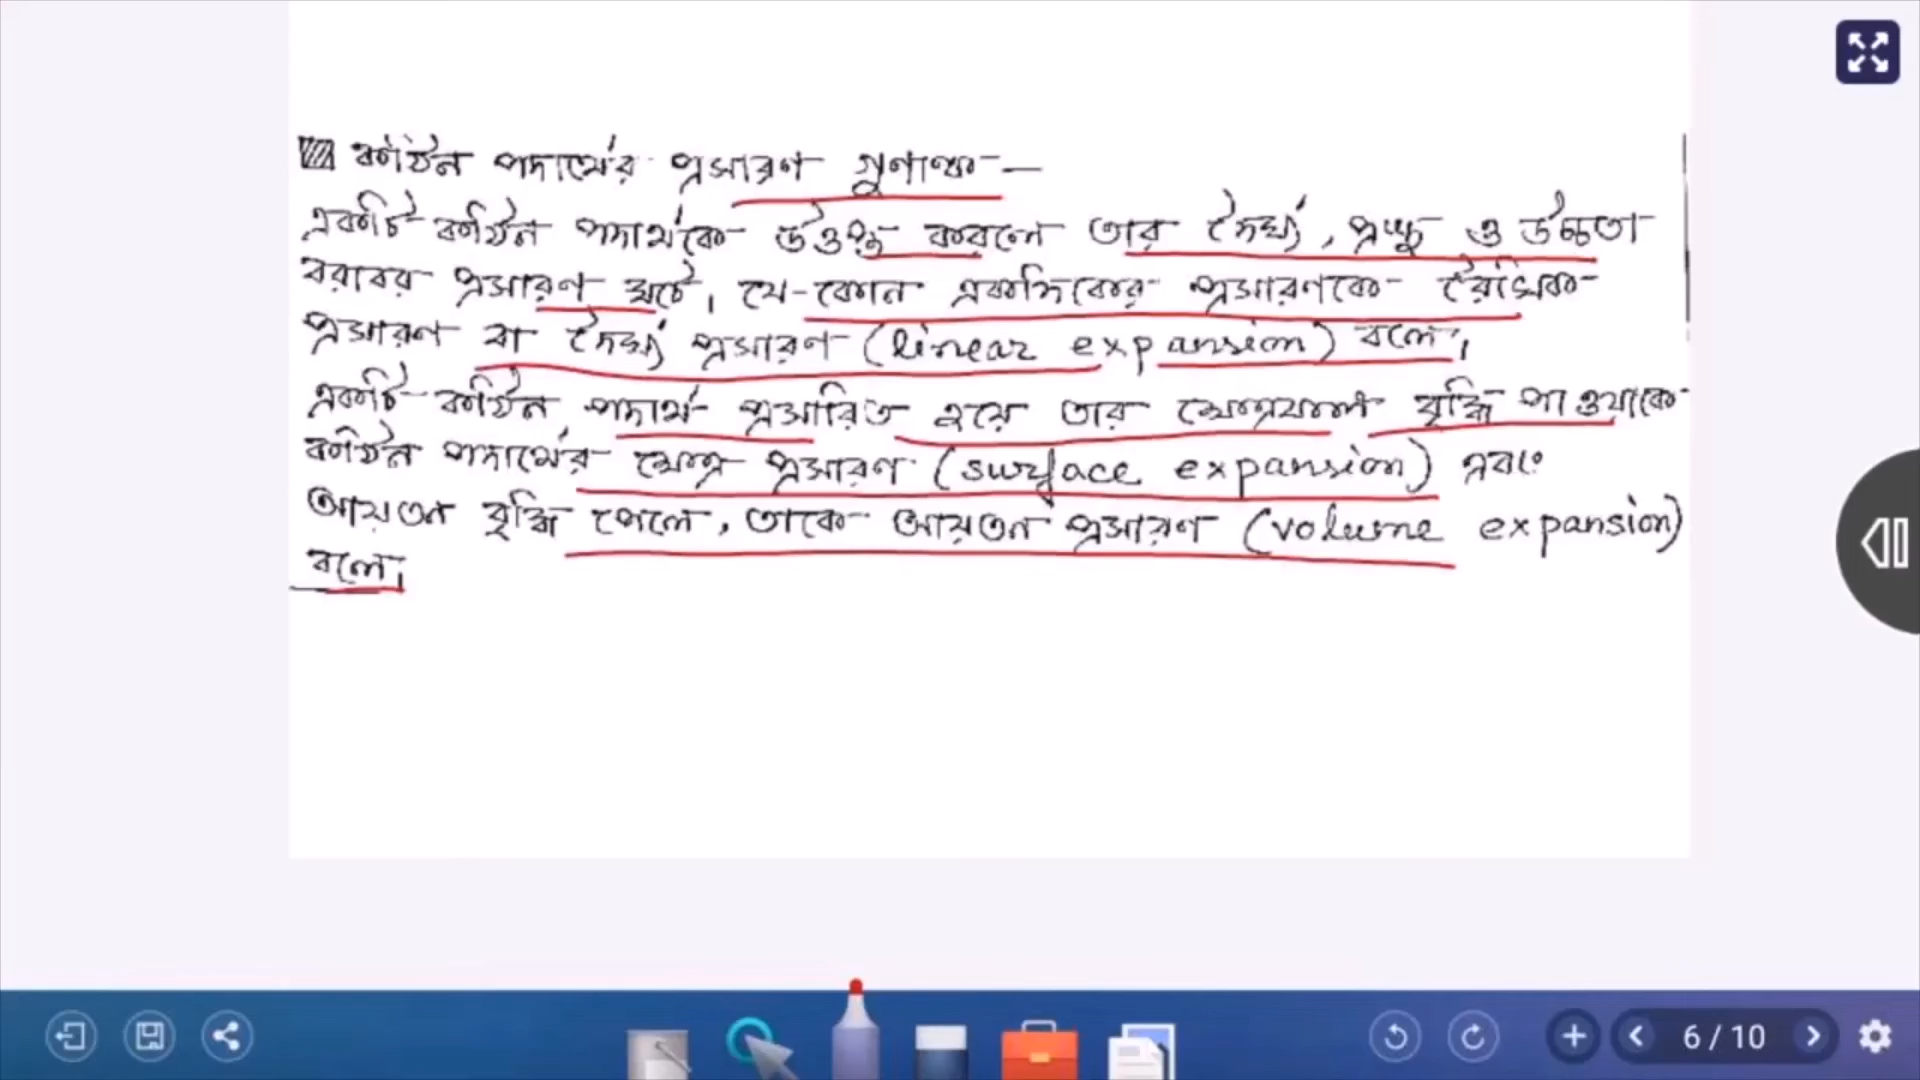 কঠিন পদার্থের প্রসারণ গুণাঙ্ক —
একটি কঠিন পদার্থকে উত্তপ্ত করলে তার দৈর্ঘ্য, প্রস্থ ও উচ্চতা
বরাবর প্রসারণ ঘটে। যে-কোন একদিকের প্রসারণকে রৈখিক
প্রসারণ বা দৈর্ঘ্য প্রসারণ (linear expansion) বলে।
একটি কঠিন পদার্থ প্রসারিত হয়ে তার ক্ষেত্রফল বৃদ্ধি পাওয়াকে
কঠিন পদার্থের ক্ষেত্র প্রসারণ (surface expansion) এবং
আয়তন বৃদ্ধি পেলে, তাকে আয়তন প্রসারণ (volume expansion)
বলে।
6 / 10